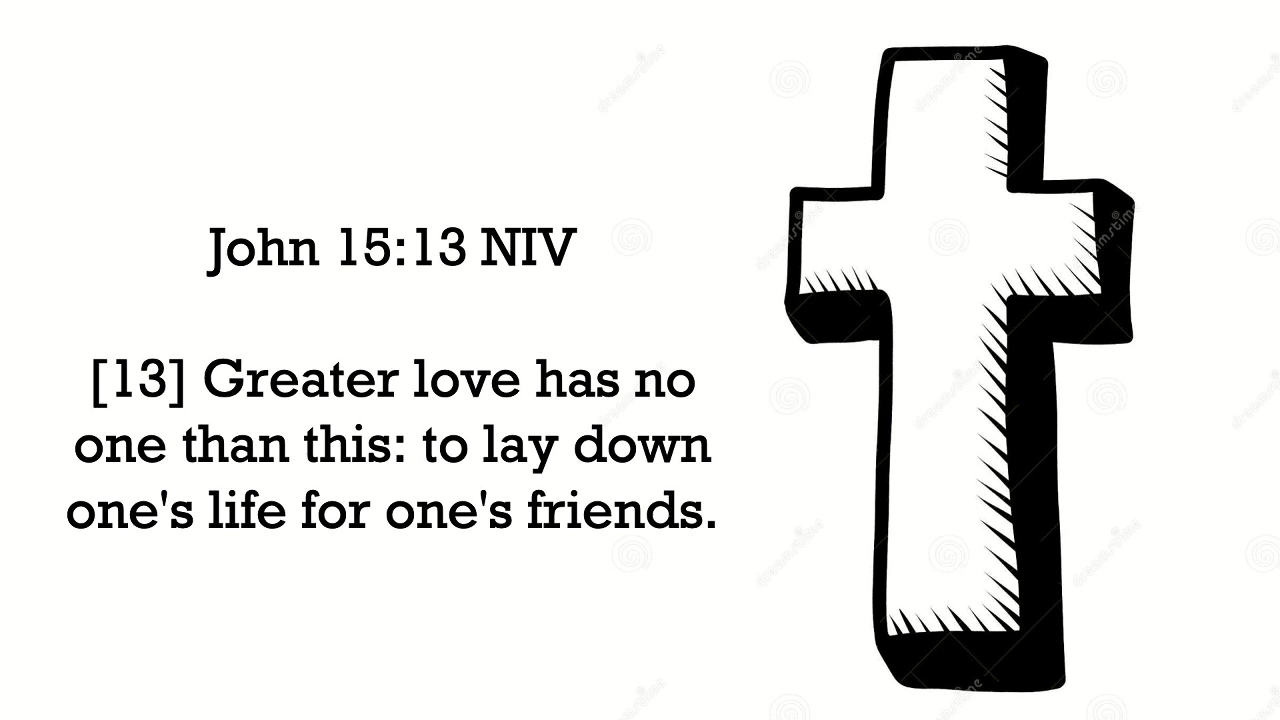 John 15:13 NIV
[13] Greater love has no
one than this: to lay down
one's life for one's friends.
dreamstime